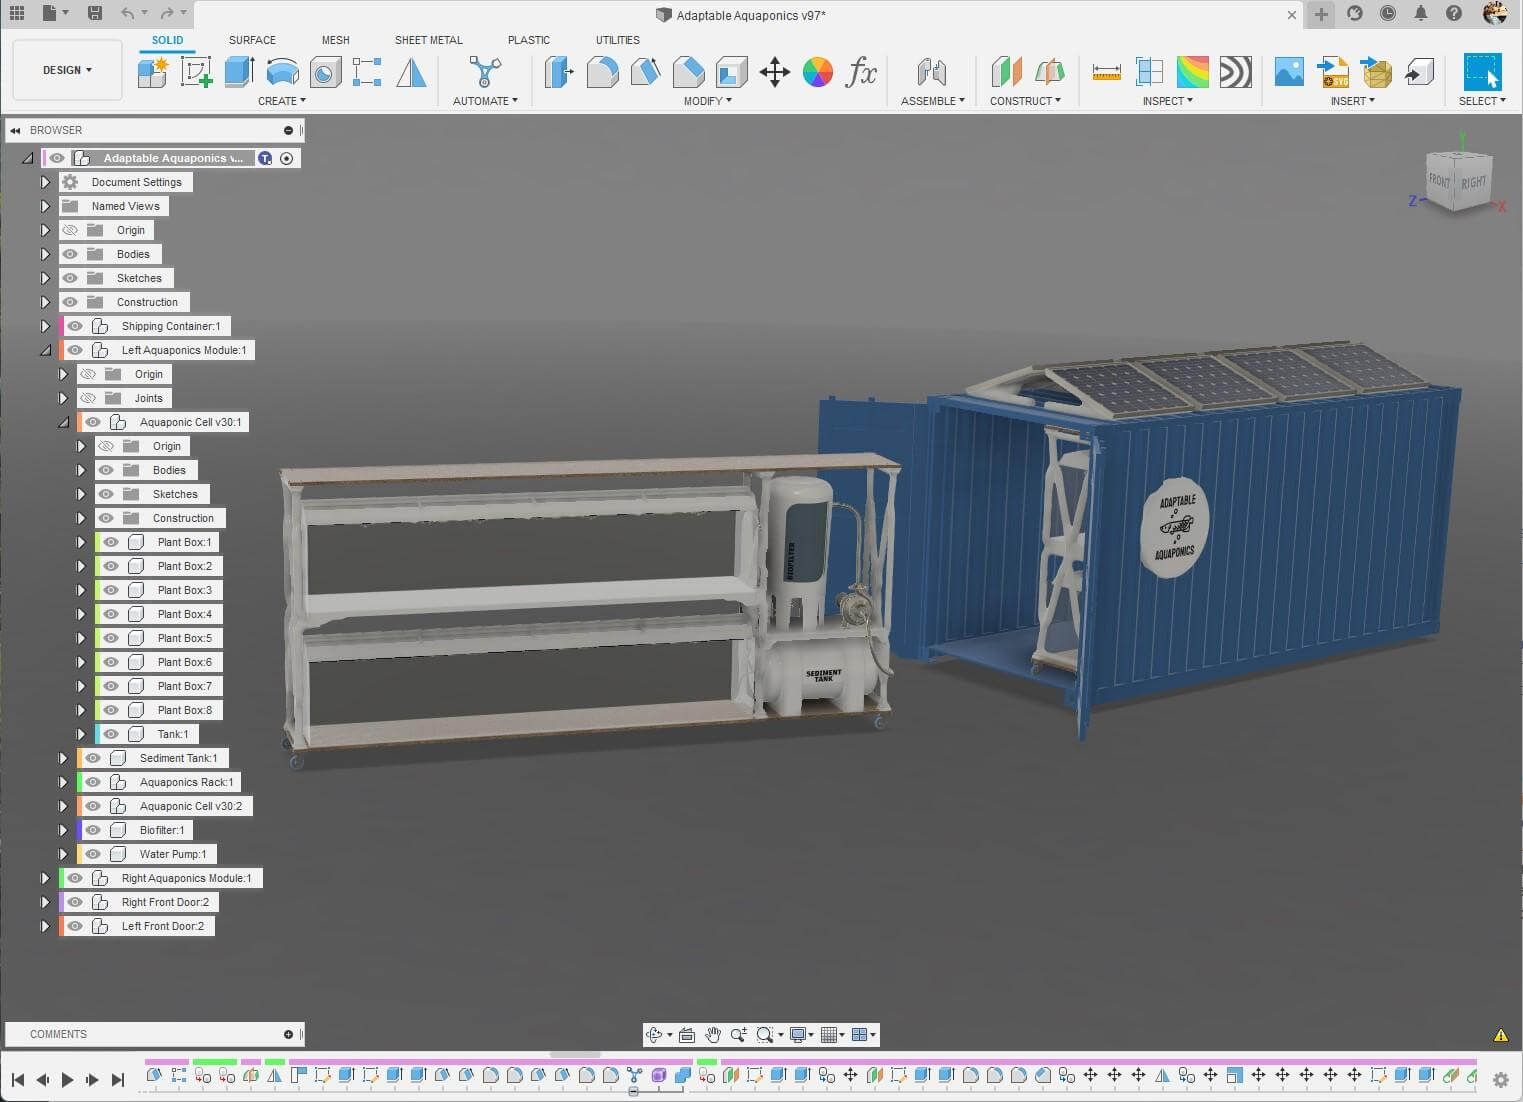 Adaptable Aquaponics v97*
DESIGN
SOLID
SURFACE
MESH
SHEET METAL
PLASTIC
UTILITIES
CREATE
AUTOMATE
MODIFY
ASSEMBLE
CONSTRUCT
INSPECT
INSERT
SELECT
fx
SVG
BROWSER
Adaptable Aquaponics v...
T
Document Settings
Named Views
Origin
Bodies
Sketches
Construction
Shipping Container:1
Left Aquaponics Module:1
Origin
Joints
Aquaponic Cell v30:1
Origin
Bodies
Sketches
Construction
Plant Box:1
Plant Box:2
Plant Box:3
Plant Box:4
Plant Box:5
Plant Box:6
Plant Box:7
Plant Box:8
Tank:1
Sediment Tank:1
Aquaponics Rack:1
Aquaponic Cell v30:2
Biofilter:1
Water Pump:1
Right Aquaponics Module:1
Right Front Door:2
Left Front Door:2
COMMENTS
Y
FRONT
RIGHT
Z
X
BIOFILTER
SEDIMENT
TANK
ADAPTABLE
AQUAPONICS